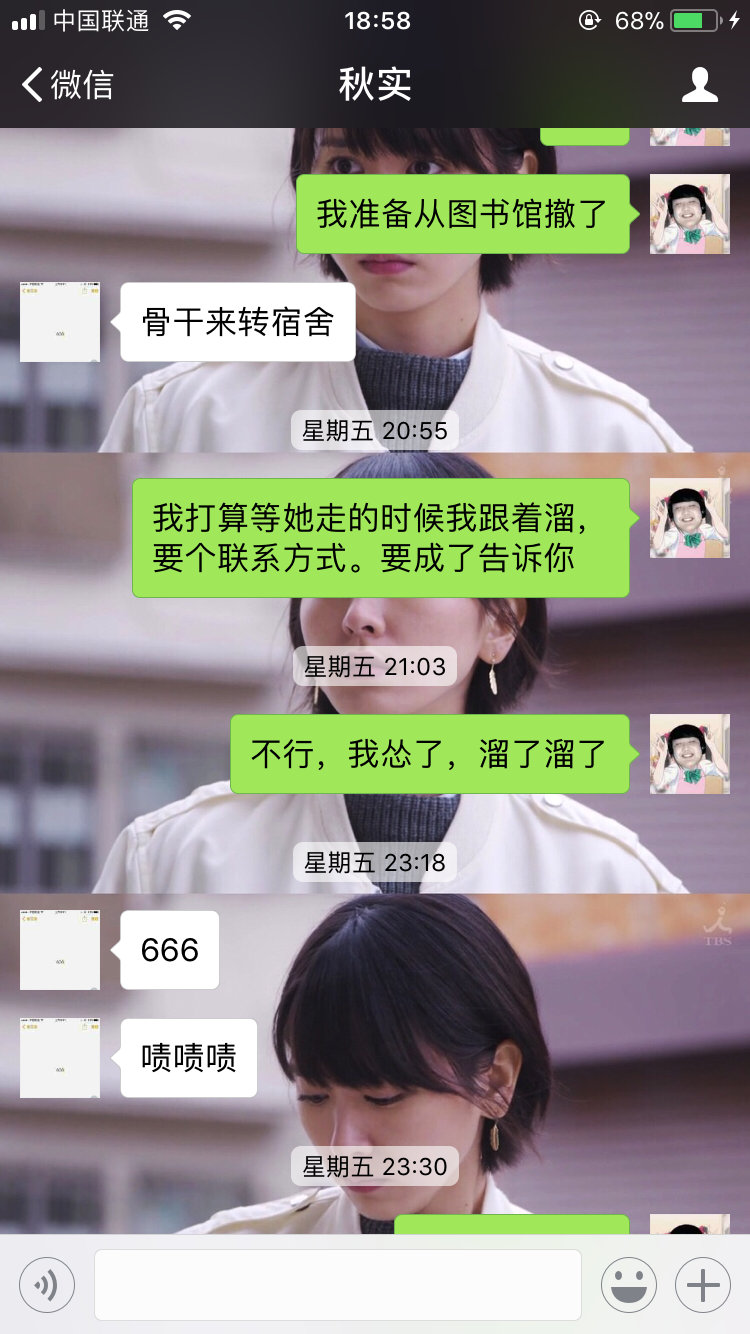 中国联通
18:58
68%
微信
秋实
我准备从图书馆撤了
骨干来转宿舍
星期五 20:55
我打算等她走的时候我跟着溜，
要个联系方式。要成了告诉你
星期五 21:03
不行，我怂了，溜了溜了
星期五 23:18
666
TBS
啧啧啧
星期五 23:30